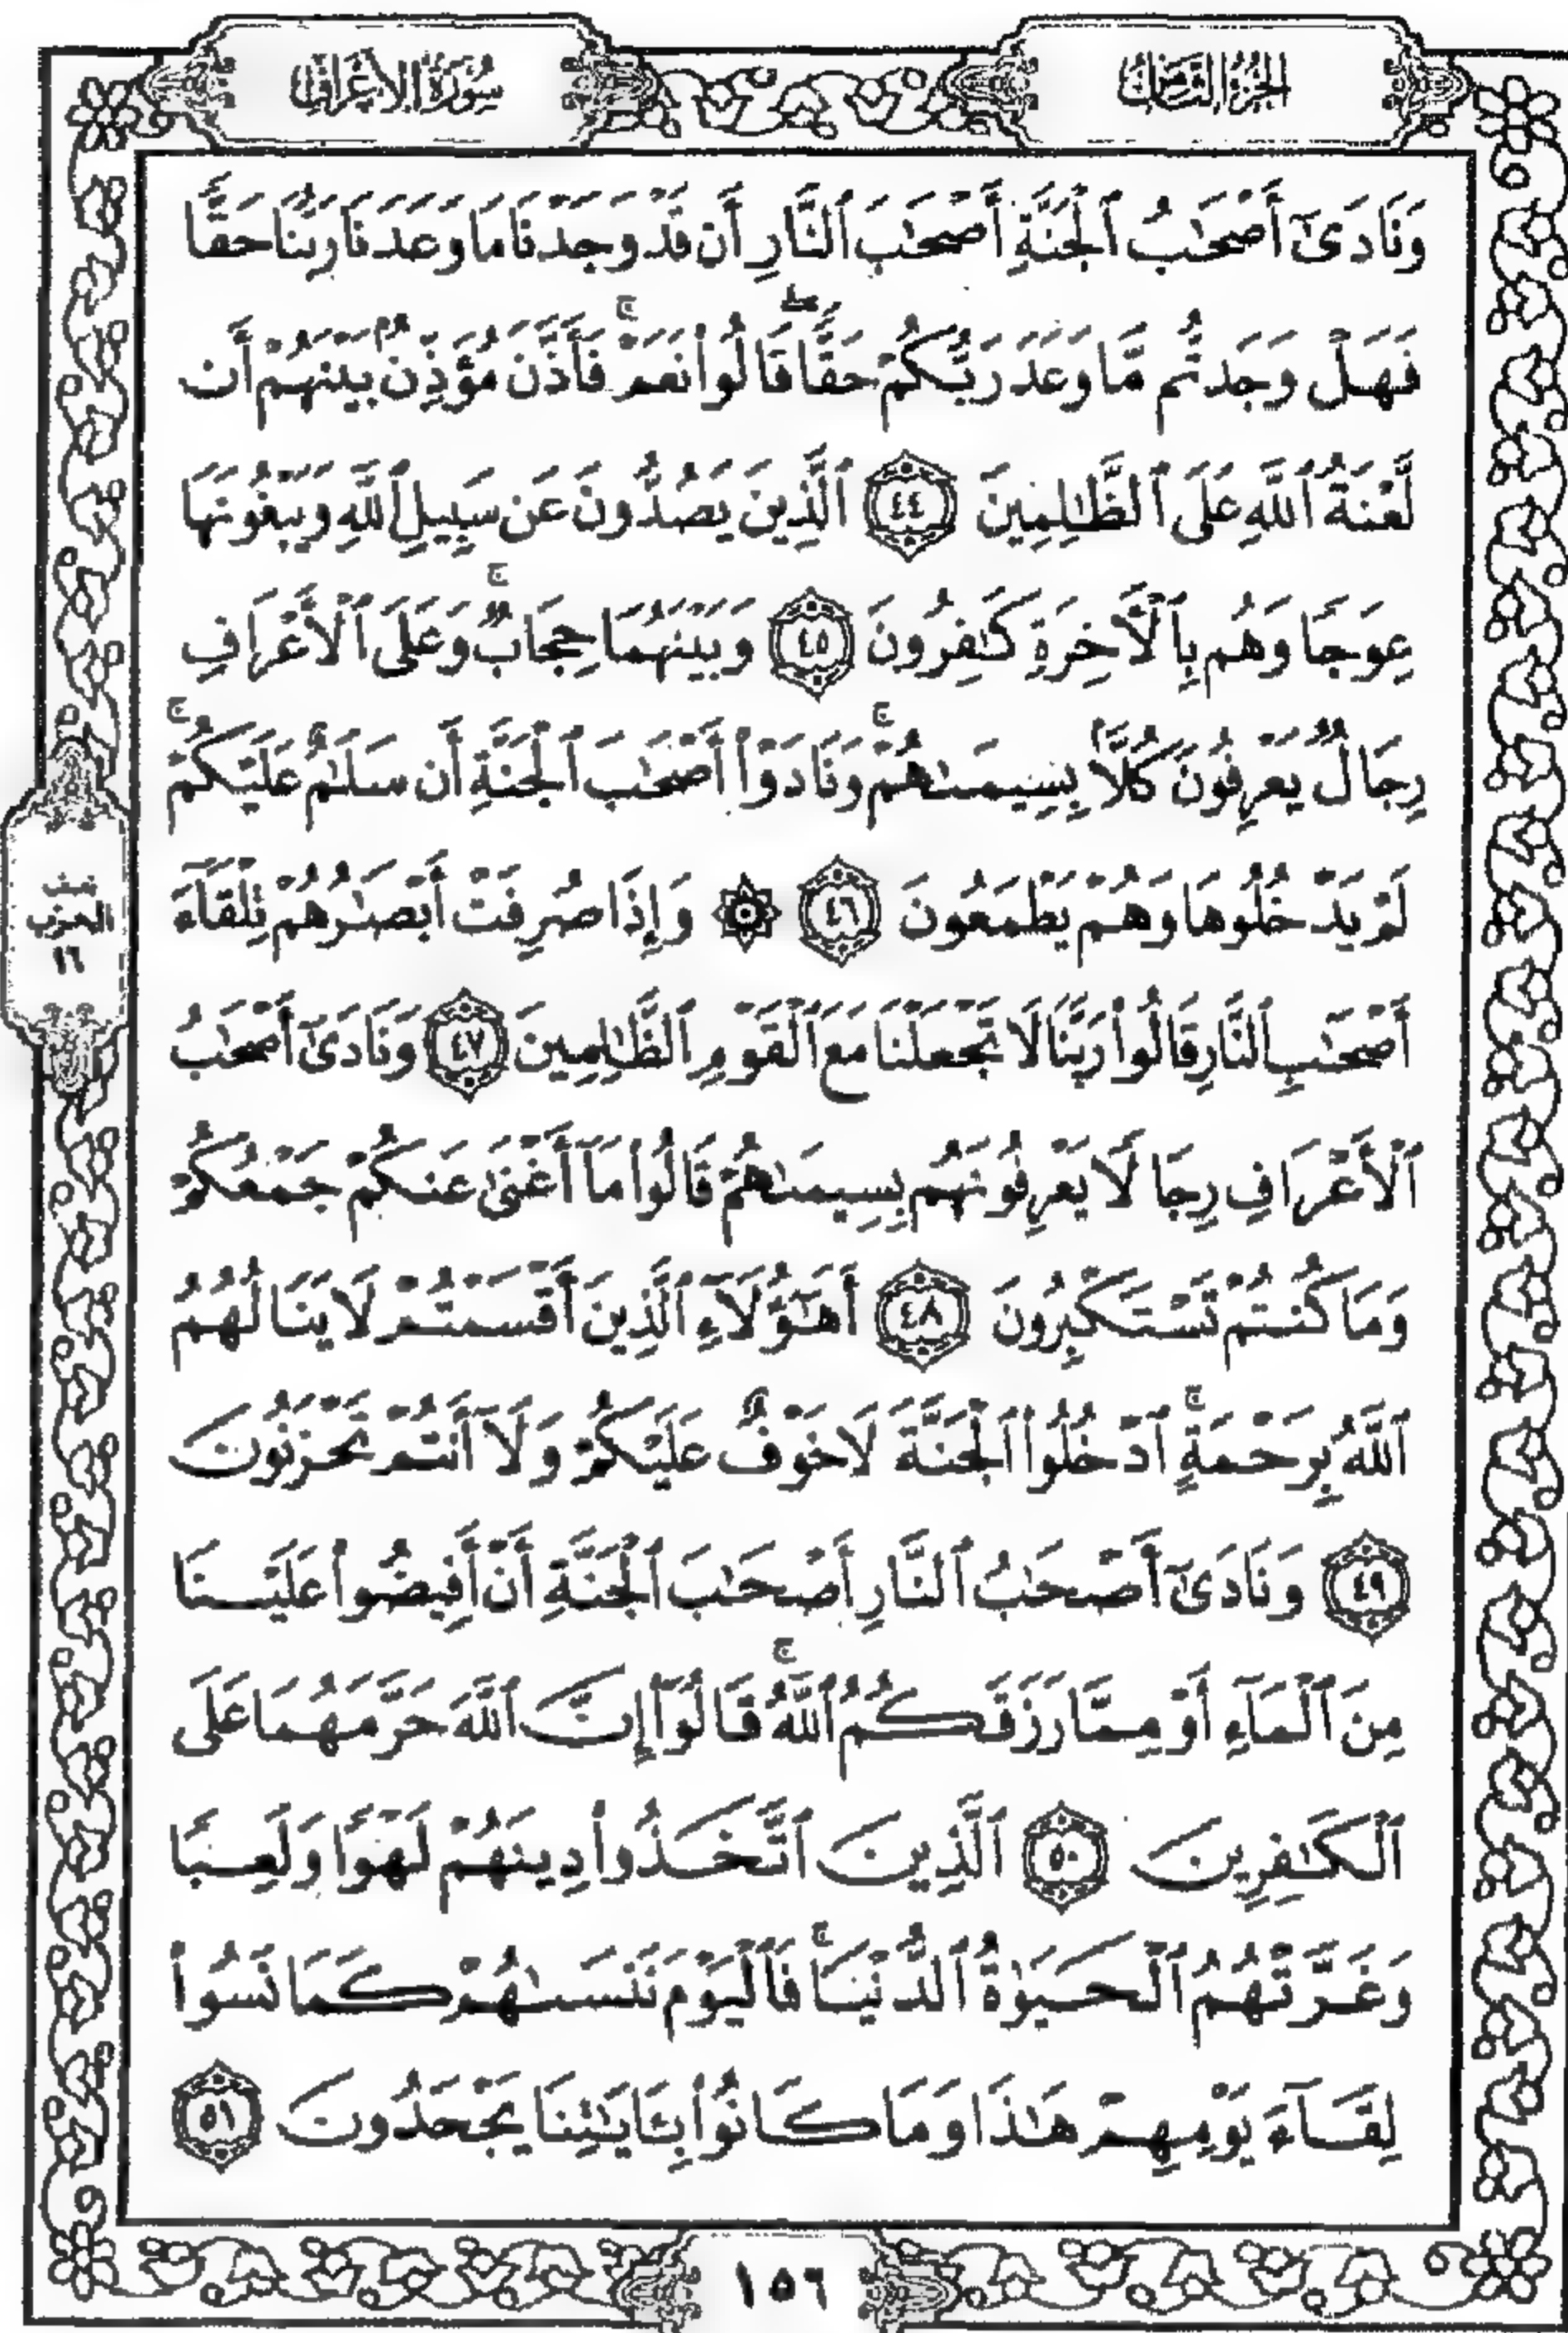 الجزء الثامن
سورة الأعراف
وَنَادَىٰٓ أَصْحَٰبُ ٱلْجَنَّةِ أَصْحَٰبَ ٱلنَّارِ أَن قَدْ وَجَدْنَا مَا وَعَدَنَا رَبُّنَا حَقًّا
فَهَلْ وَجَدتُّم مَّا وَعَدَ رَبُّكُمْ حَقًّا ۖ قَالُوا۟ نَعَمْ ۚ فَأَذَّنَ مُؤَذِّنٌۢ بَيْنَهُمْ أَن
لَّعْنَةُ ٱللَّهِ عَلَى ٱلظَّٰلِمِينَ ٤٤ ٱلَّذِينَ يَصُدُّونَ عَن سَبِيلِ ٱللَّهِ وَيَبْغُونَهَا
عِوَجًا وَهُم بِٱلْأَخِرَةِ كَٰفِرُونَ ٤٥ وَبَيْنَهُمَا حِجَابٌ ۚ وَعَلَى ٱلْأَعْرَافِ
رِجَالٌ يَعْرِفُونَ كُلًّۢا بِسِيمَىٰهُمْ ۚ وَنَادَوْا۟ أَصْحَٰبَ ٱلْجَنَّةِ أَن سَلَٰمٌ عَلَيْكُمْ ۚ
لَمْ يَدْخُلُوهَا وَهُمْ يَطْمَعُونَ ٤٦ ۞ وَإِذَا صُرِفَتْ أَبْصَٰرُهُمْ تِلْقَآءَ
أَصْحَٰبِ ٱلنَّارِ قَالُوا۟ رَبَّنَا لَا تَجْعَلْنَا مَعَ ٱلْقَوْمِ ٱلظَّٰلِمِينَ ٤٧ وَنَادَىٰٓ أَصْحَٰبُ
ٱلْأَعْرَافِ رِجَالًا يَعْرِفُونَهُم بِسِيمَىٰهُمْ قَالُوا۟ مَآ أَغْنَىٰ عَنكُمْ جَمْعُكُمْ
وَمَا كُنتُمْ تَسْتَكْبِرُونَ ٤٨ أَهَٰٓؤُلَآءِ ٱلَّذِينَ أَقْسَمْتُمْ لَا يَنَالُهُمُ
ٱللَّهُ بِرَحْمَةٍ ۚ ٱدْخُلُوا۟ ٱلْجَنَّةَ لَا خَوْفٌ عَلَيْكُمْ وَلَآ أَنتُمْ تَحْزَنُونَ
٤٩ وَنَادَىٰٓ أَصْحَٰبُ ٱلنَّارِ أَصْحَٰبَ ٱلْجَنَّةِ أَنْ أَفِيضُوا۟ عَلَيْنَا
مِنَ ٱلْمَآءِ أَوْ مِمَّا رَزَقَكُمُ ٱللَّهُ ۚ قَالُوٓا۟ إِنَّ ٱللَّهَ حَرَّمَهُمَا عَلَى
ٱلْكَٰفِرِينَ ٥٠ ٱلَّذِينَ ٱتَّخَذُوا۟ دِينَهُمْ لَهْوًا وَلَعِبًا
وَغَرَّتْهُمُ ٱلْحَيَوٰةُ ٱلدُّنْيَا ۚ فَٱلْيَوْمَ نَنسَىٰهُمْ كَمَا نَسُوا۟
لِقَآءَ يَوْمِهِمْ هَٰذَا وَمَا كَانُوا۟ بِـَٔايَٰتِنَا يَجْحَدُونَ ٥١
نصف
الحزب
١٦
١٥٦